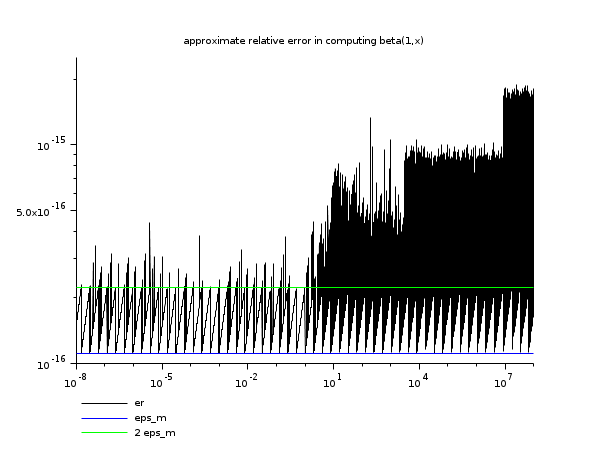 approximate relative error in computing beta(1,x)
10^-15
5.0x10^-16
10^-16
10^-8 10^-5 10^-2 10^1 10^4 10^7
er
eps_m
2 eps_m